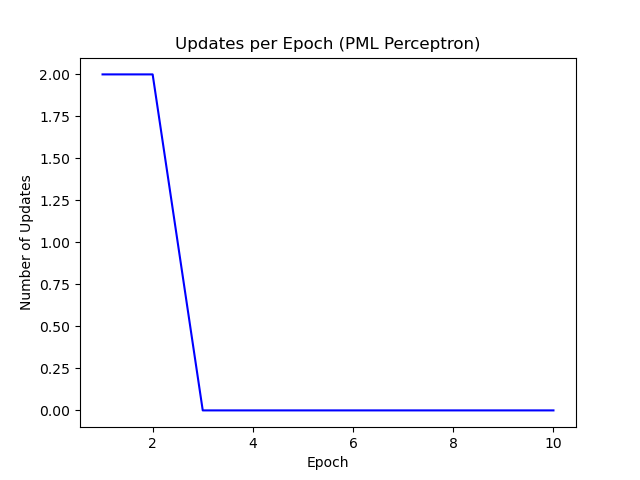 Updates per Epoch (PML Perceptron)
2.00
1.75
1.50
1.25
1.00
0.75
0.50
0.25
0.00
Number of Updates
2 4 6 8 10
Epoch